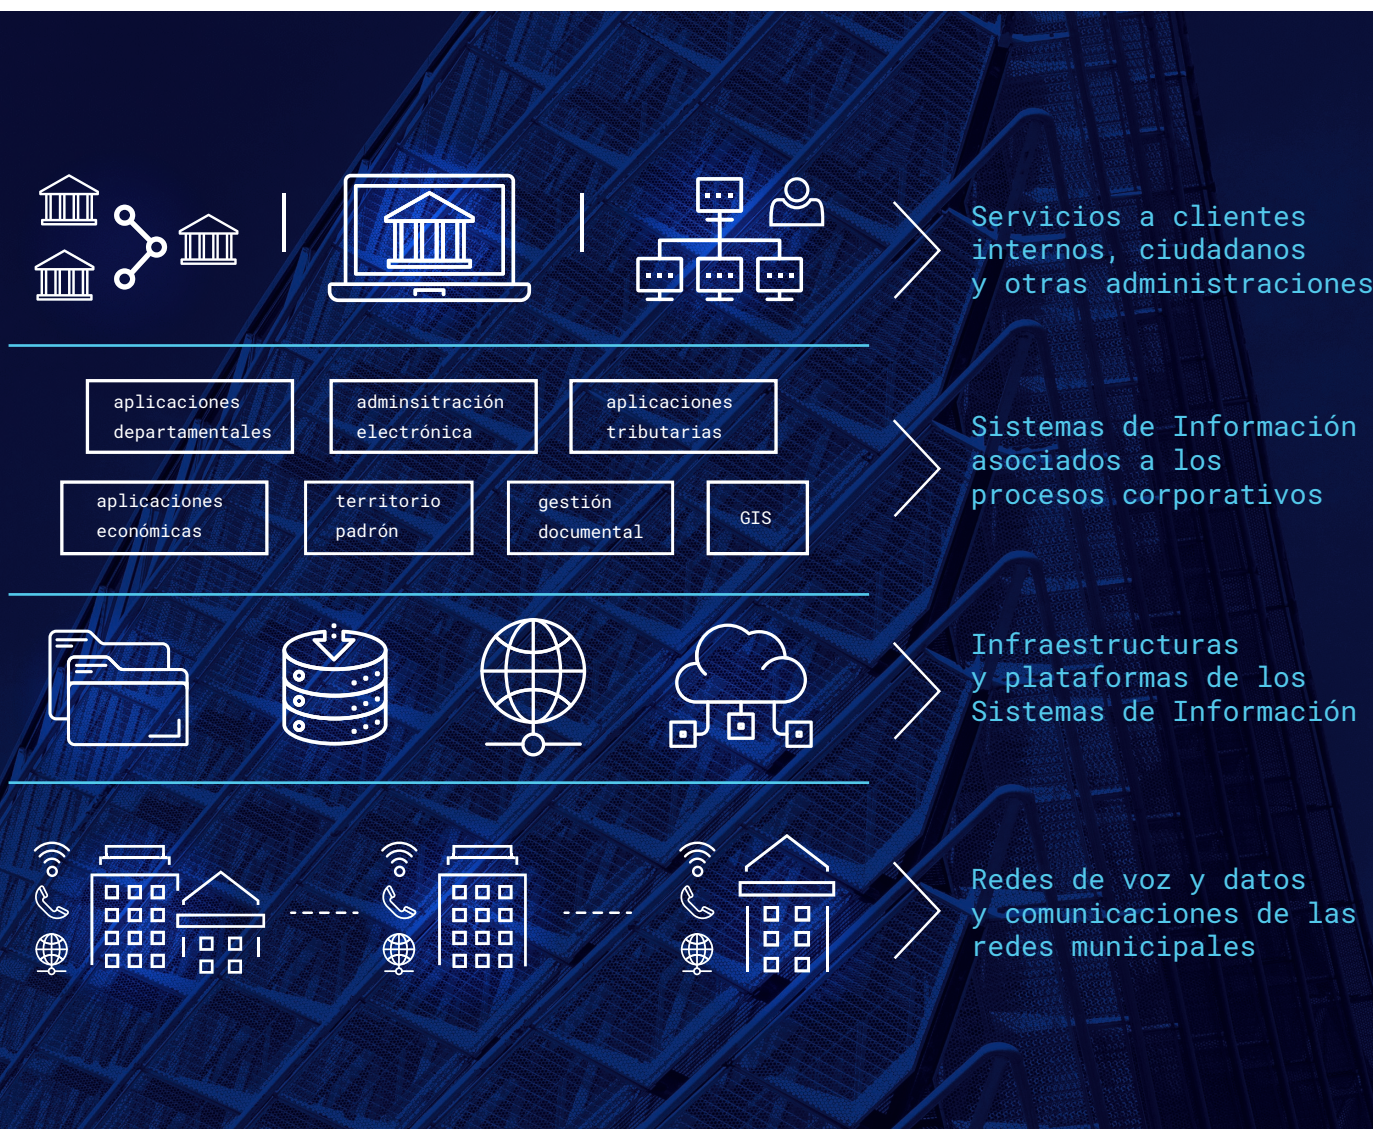 Servicios a clientes
internos, ciudadanos
y otras administraciones
aplicaciones
departamentales
adminsitración
electrónica
aplicaciones
tributarias
aplicaciones
económicas
territorio
padrón
gestión
documental
GIS
Sistemas de Información
asociados a los
procesos corporativos
Infraestructuras
y plataformas de los
Sistemas de Información
Redes de voz y datos
y comunicaciones de las
redes municipales